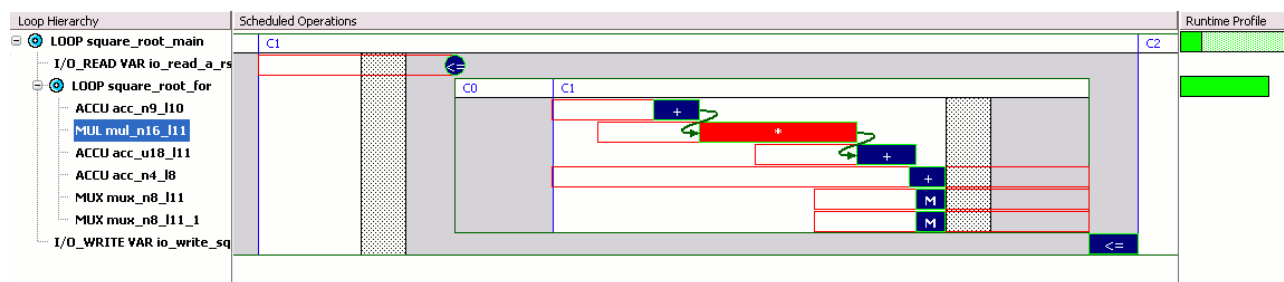 Loop Hierarchy Scheduled Operations Runtime Profile
LOOP square_root_main C1 C2
I/O_READ VAR io_read_a_rs <=
LOOP square_root_for C0 C1
ACCU acc_n9_l10 +
MUL mul_n16_l11 *
ACCU acc_u18_l11 +
ACCU acc_n4_l8 +
MUX mux_n8_l11 M
MUX mux_n8_l11_1 M
I/O_WRITE VAR io_write_sq <=